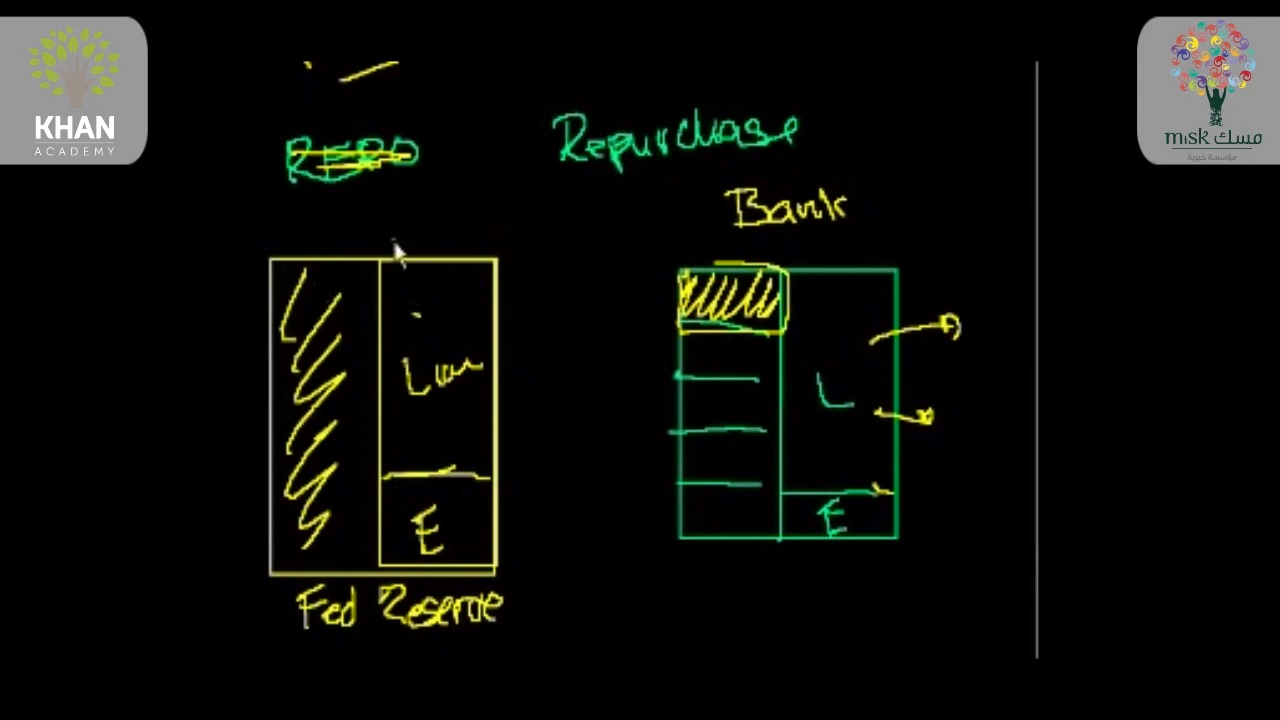 KHAN
ACADEMY
misk مسك
مؤسسة خيرية
REPO
Repurchase
Bank
L
E
L
E
Fed Reserve